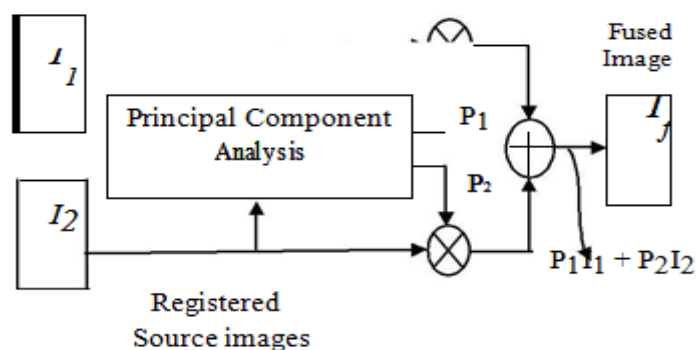 I1
Fused
Image
Principal Component
Analysis
P1
If
I2
P2
P1I1 + P2I2
Registered
Source images